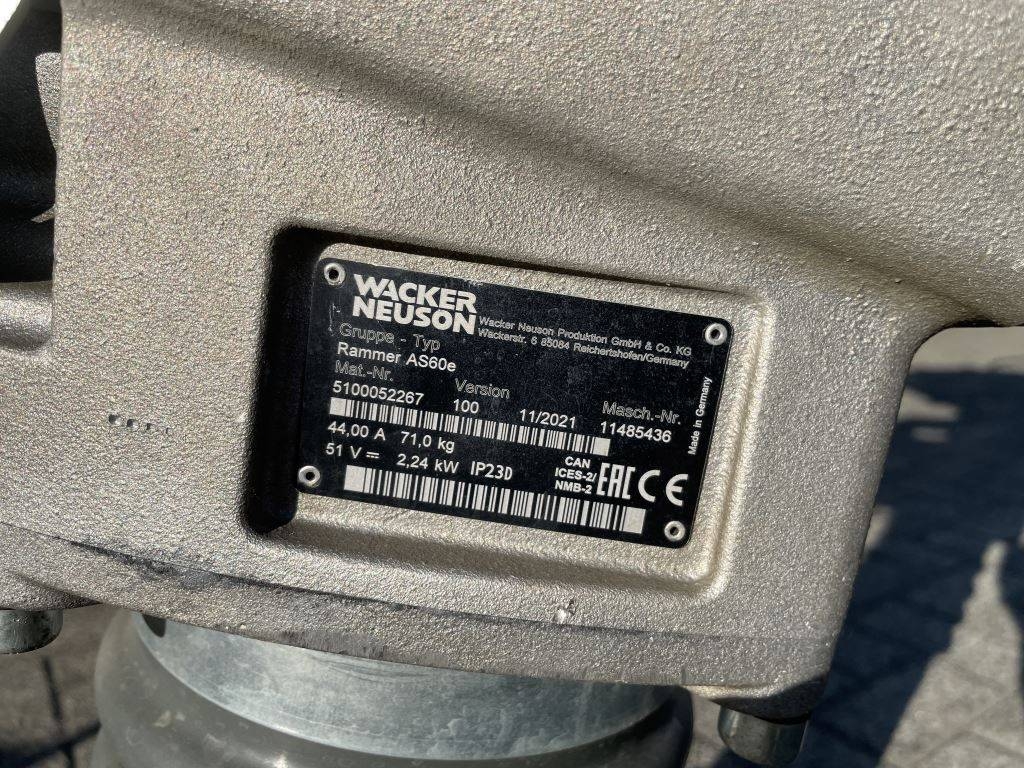 WACKER
NEUSON
Wacker Neuson Produktion GmbH & Co. KG
Wackerstr. 6 85084 Reichertshofen/Germany
Gruppe - Typ
Rammer AS60e
Mat.-Nr. Version Masch.-Nr.
5100052267 100 11/2021 11485436
44.00 A 71,0 kg
51 V⎓ 2,24 kW IP23D
CAN
ICES-2/
NMB-2
EAC CE
Made in Germany